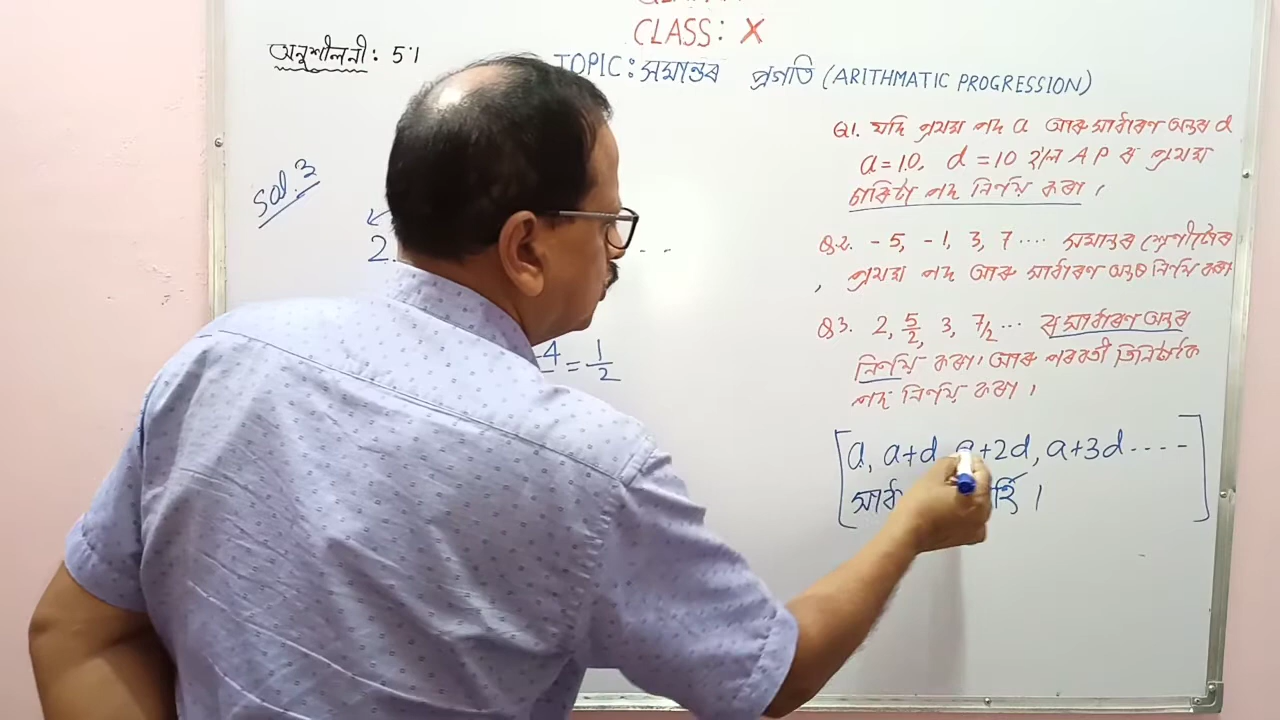 CLASS: X
অনুশীলনী: 5.1
TOPIC: সমান্তৰ প্ৰগতি (ARITHMATIC PROGRESSION)
Q1. যদি প্ৰথম পদ a আৰু সাধাৰণ অন্তৰ d
a = 10, d = 10 হ'লে A P ৰ প্ৰথম
চাৰিটা পদ নিৰ্ণয় কৰা।
Q2. -5, -1, 3, 7 .... সমান্তৰ শ্ৰেণীটোৰ
প্ৰথম পদ আৰু সাধাৰণ অন্তৰ নিৰ্ণয় কৰা
Q3. 2, 5/2, 3, 7/2 ... ৰ সাধাৰণ অন্তৰ
নিৰ্ণয় কৰা। আৰু পৰবৰ্তী তিনিটাকৈ
পদ নিৰ্ণয় কৰা।
[a, a+d a+2d, a+3d ....-]
Sol. 3
2.
-4 = 1/2